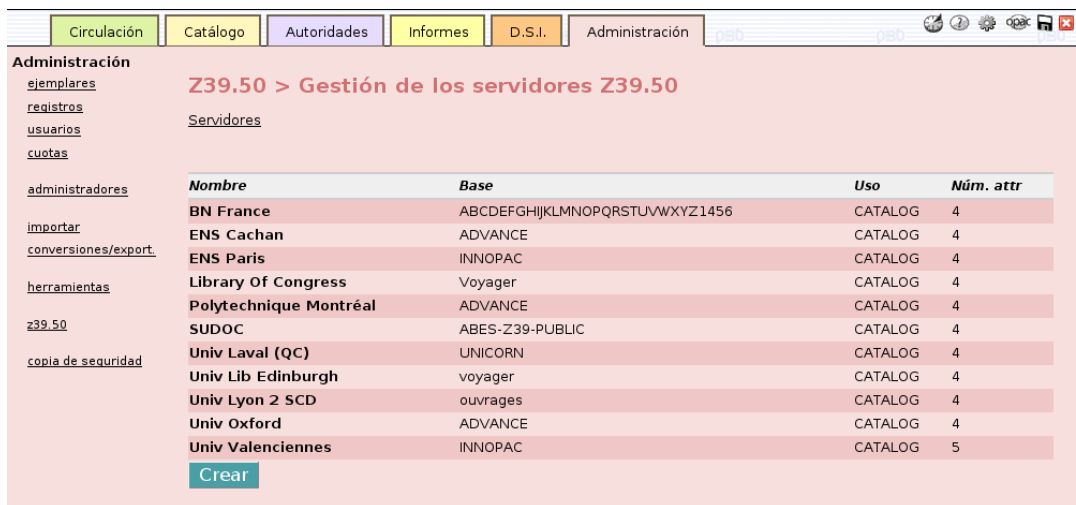 Circulación Catálogo Autoridades Informes D.S.I. Administración opac
Administración
ejemplares
registros
usuarios
cuotas
administradores
importar
conversiones/export.
herramientas
z39.50
copia de seguridad
Z39.50 > Gestión de los servidores Z39.50
Servidores
Nombre Base Uso Núm. attr
BN France ABCDEFGHIJKLMNOPQRSTUVWXYZ1456 CATALOG 4
ENS Cachan ADVANCE CATALOG 4
ENS Paris INNOPAC CATALOG 4
Library Of Congress Voyager CATALOG 4
Polytechnique Montréal ADVANCE CATALOG 4
SUDOC ABES-Z39-PUBLIC CATALOG 4
Univ Laval (QC) UNICORN CATALOG 4
Univ Lib Edinburgh voyager CATALOG 4
Univ Lyon 2 SCD ouvrages CATALOG 4
Univ Oxford ADVANCE CATALOG 4
Univ Valenciennes INNOPAC CATALOG 5
Crear